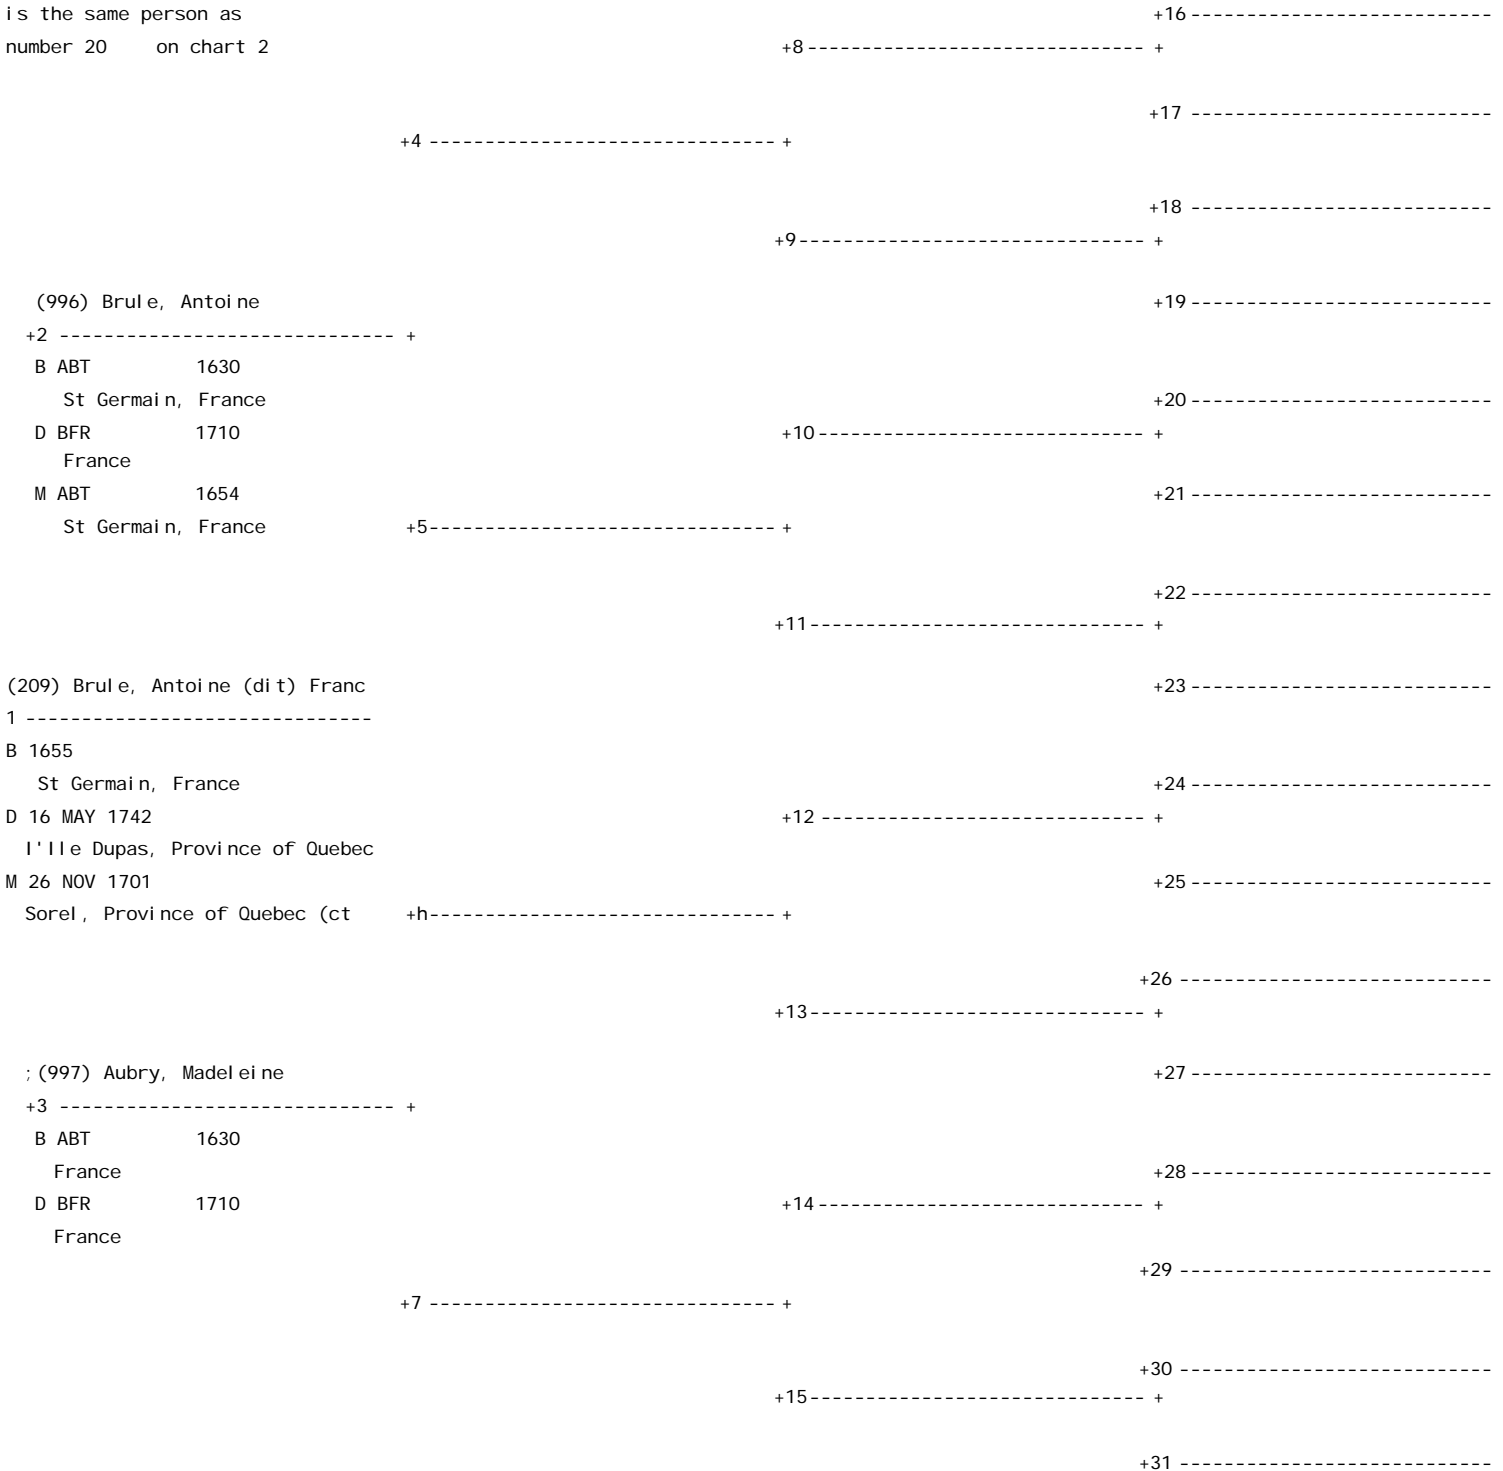 is the same person as
+16 ---------------------------
number 20 on chart 2
+8 ------------------------------ +
+17 ---------------------------
+4 ------------------------------- +
+18 ---------------------------
+9 ------------------------------- +
(996) Brule, Antoine
+19 ---------------------------
+2 ------------------------------ +
B ABT 1630
St Germain, France
+20 ---------------------------
D BFR 1710
+10 ----------------------------- +
France
M ABT 1654
+21 ---------------------------
St Germain, France
+5------------------------------- +
+22 ---------------------------
+11------------------------------ +
(209) Brule, Antoine (dit) Franc
+23 ---------------------------
1 -------------------------------
B 1655
St Germain, France
+24 ---------------------------
D 16 MAY 1742
+12 ----------------------------- +
I'Ile Dupas, Province of Quebec
M 26 NOV 1701
+25 ---------------------------
Sorel, Province of Quebec (ct
+h------------------------------- +
+26 ----------------------------
+13------------------------------ +
;(997) Aubry, Madeleine
+27 ---------------------------
+3 ------------------------------ +
B ABT 1630
France
+28 ---------------------------
D BFR 1710
+14 ----------------------------- +
France
+29 ----------------------------
+7 ------------------------------- +
+30 ----------------------------
+15------------------------------ +
+31 ----------------------------